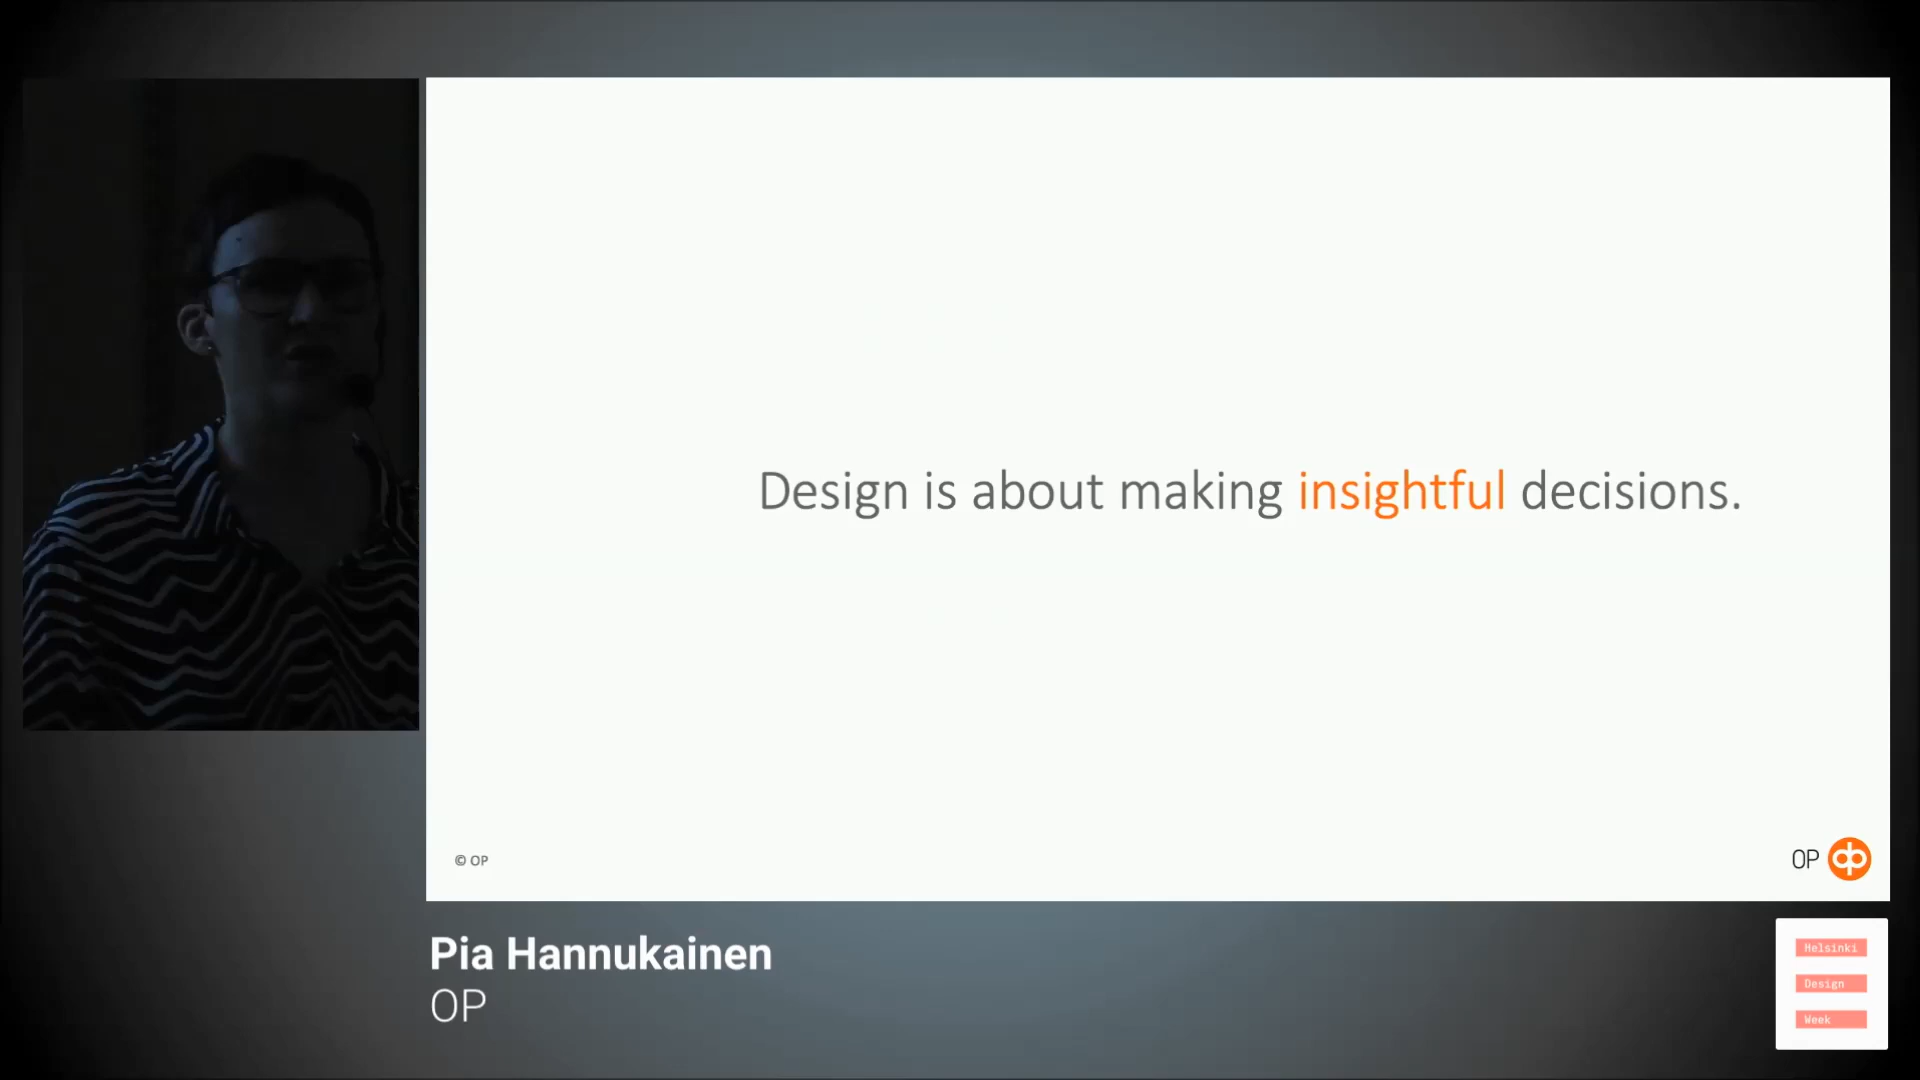 Design is about making insightful decisions.
© OP
OP
Pia Hannukainen
OP
Helsinki
Design
Week